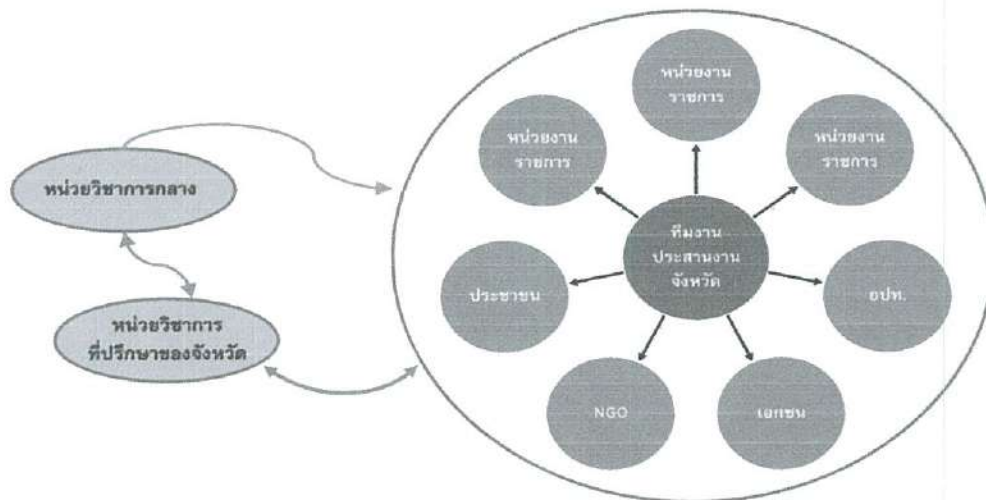 หน่วยงาน
ราชการ
หน่วยงาน
ราชการ
หน่วยงาน
ราชการ
หน่วยวิชาการกลาง
ทีมงาน
ประสานงาน
จังหวัด
ประชาชน
อปท.
หน่วยวิชาการ
ที่ปรึกษาของจังหวัด
NGO
เอกชน